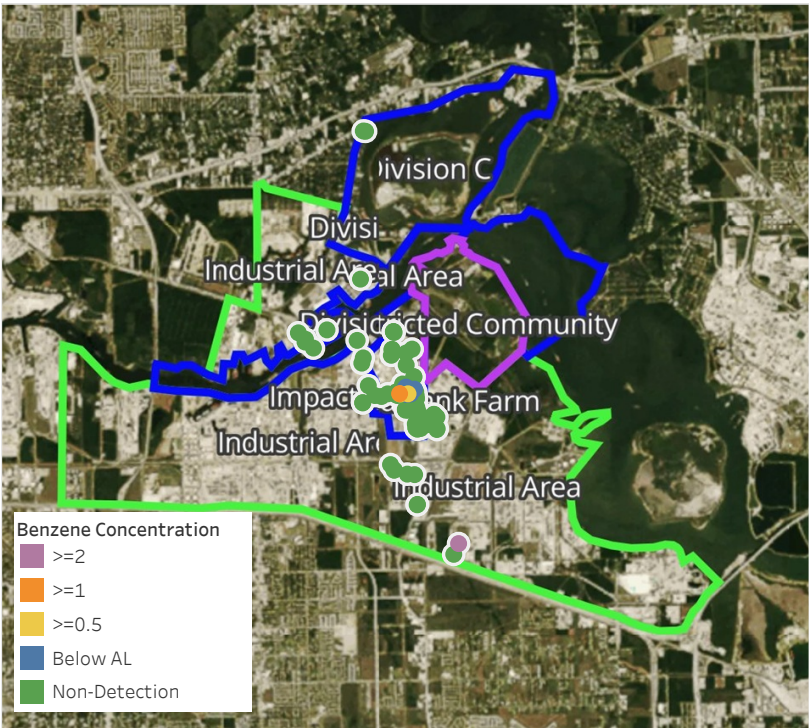 Division C
Divisi
Industrial Area
al Area
Divisi
ricted Community
Impact
nk Farm
Industrial Are
Industrial Area
Benzene Concentration
>=2
>=1
>=0.5
Below AL
Non-Detection